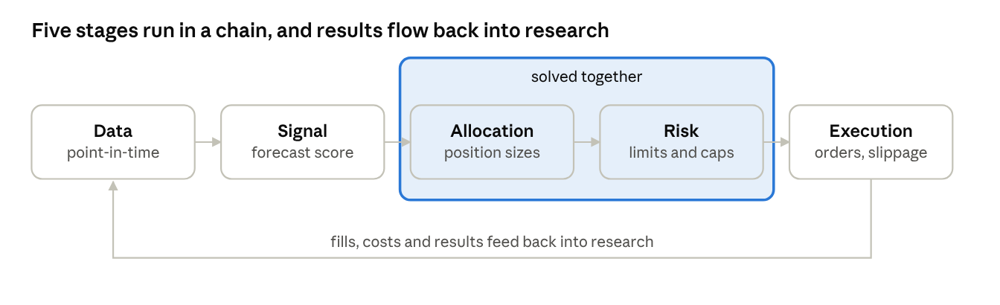 Five stages run in a chain, and results flow back into research
solved together
Data
point-in-time
Signal
forecast score
Allocation
position sizes
Risk
limits and caps
Execution
orders, slippage
fills, costs and results feed back into research